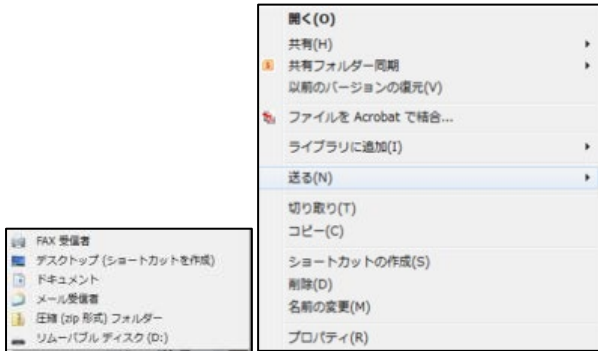 開く(O)
共有(H)
共有フォルダー同期
以前のバージョンの復元(V)
ファイルを Acrobat で結合...
ライブラリに追加(I)
送る(N)
切り取り(T)
コピー(C)
ショートカットの作成(S)
削除(D)
名前の変更(M)
プロパティ(R)
FAX 受信者
デスクトップ (ショートカットを作成)
ドキュメント
メール受信者
圧縮 (zip 形式) フォルダー
リムーバブル ディスク (D:)